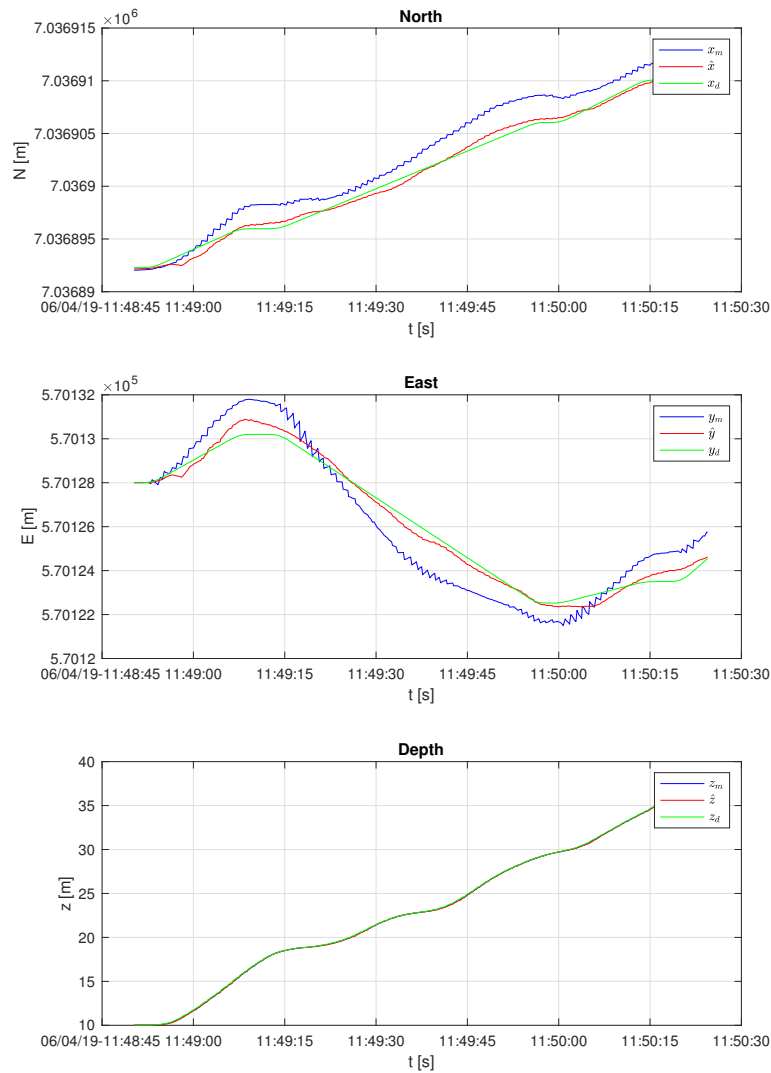 North
×10⁶
7.036915
7.03691
7.036905
7.0369
7.036895
7.03689
N [m]
x_m
x̂
x_d
06/04/19-11:48:45 11:49:00 11:49:15 11:49:30 11:49:45 11:50:00 11:50:15 11:50:30
t [s]
East
×10⁵
5.70132
5.7013
5.70128
5.70126
5.70124
5.70122
5.7012
E [m]
y_m
ŷ
y_d
06/04/19-11:48:45 11:49:00 11:49:15 11:49:30 11:49:45 11:50:00 11:50:15 11:50:30
t [s]
Depth
40
35
30
25
20
15
10
z [m]
z_m
ẑ
z_d
06/04/19-11:48:45 11:49:00 11:49:15 11:49:30 11:49:45 11:50:00 11:50:15 11:50:30
t [s]